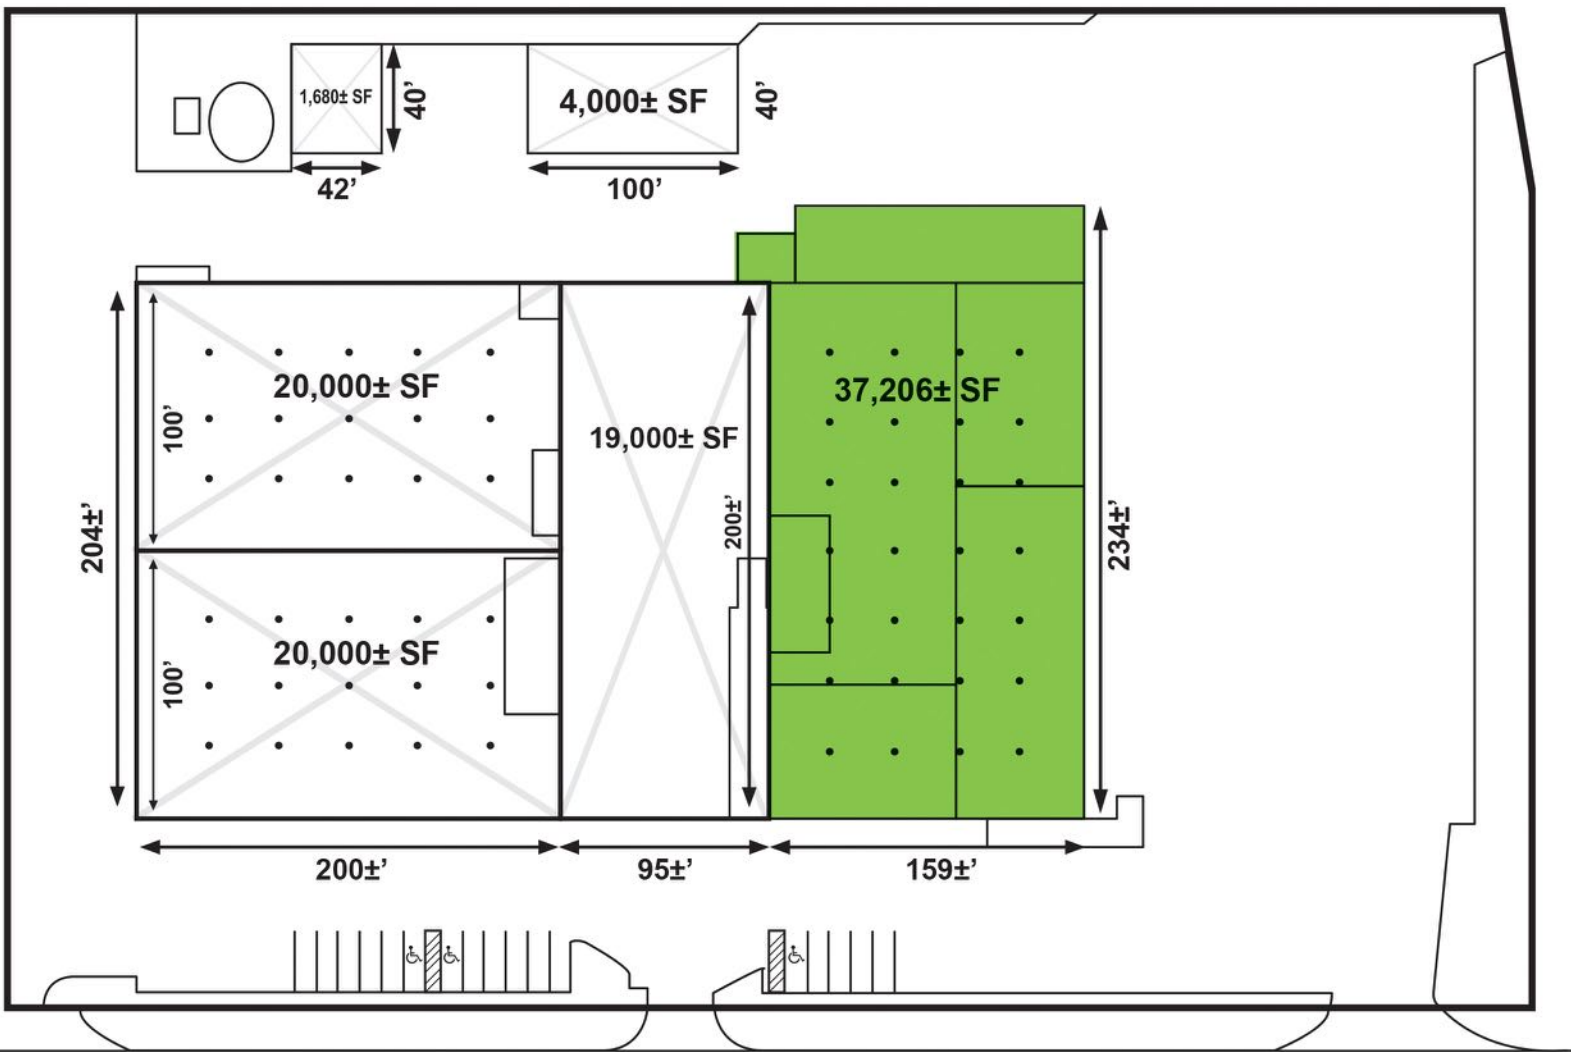 1,680± SF
40’
4,000± SF
40’
42’
100’
20,000± SF
100’
37,206± SF
19,000± SF
204±’
200±’
234±’
20,000± SF
100’
200±’
95±’
159±’